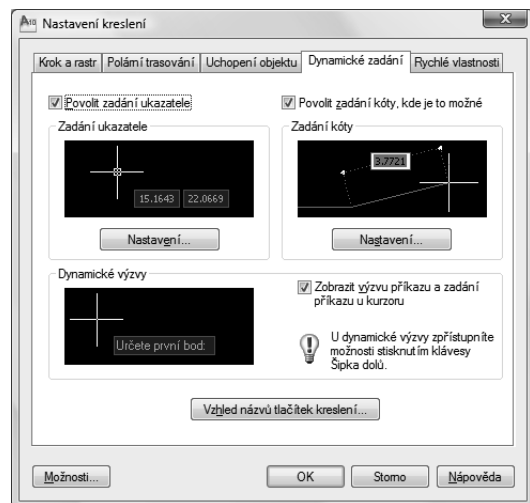 A10 Nastavení kreslení
Krok a rastr Polární trasování Uchopení objektu Dynamické zadání Rychlé vlastnosti
Povolit zadání ukazatele Povolit zadání kóty, kde je to možné
Zadání ukazatele Zadání kóty
15.1643 22.0669
3.7721
Nastavení... Nastavení...
Dynamické výzvy
Určete první bod:
Zobrazit výzvu příkazu a zadání
příkazu u kurzoru
U dynamické výzvy zpřístupníte
možnosti stisknutím klávesy
Šipka dolů.
Vzhled názvů tlačítek kreslení...
Možnosti... OK Storno Nápověda